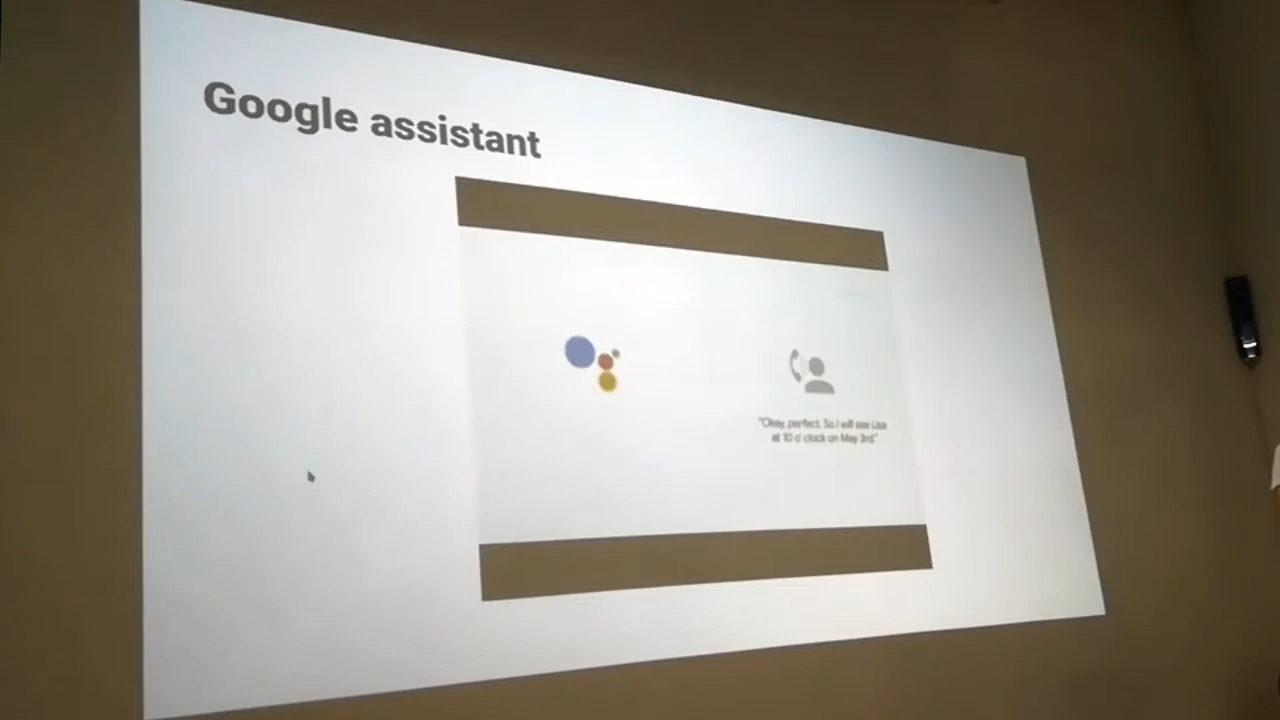 Google assistant
"Okay, perfect. So I will see Lisa
at 10 o' clock on May 3rd."